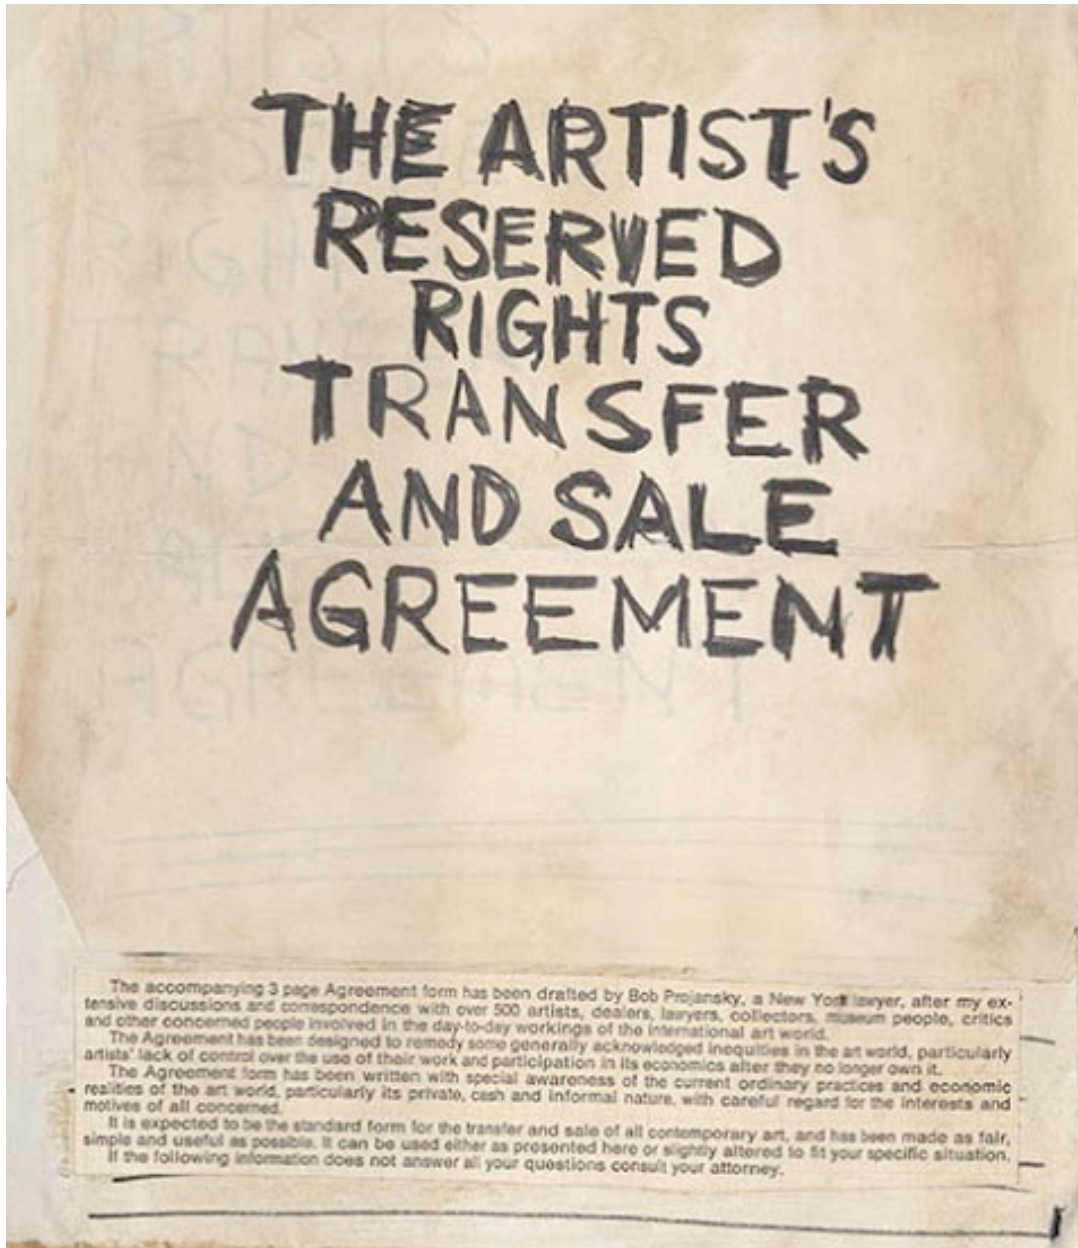 THE ARTIST'S
RESERVED
RIGHTS
TRANSFER
AND SALE
AGREEMENT
The accompanying 3 page Agreement form has been drafted by Bob Projansky, a New York lawyer, after my ex-
tensive discussions and correspondence with over 500 artists, dealers, lawyers, collectors, museum people, critics
and other concerned people involved in the day-to-day workings of the international art world.
The Agreement has been designed to remedy some generally acknowledged inequities in the art world, particularly
artists' lack of control over the use of their work and participation in its economics after they no longer own it.
The Agreement form has been written with special awareness of the current ordinary practices and economic
realities of the art world, particularly its private, cash and informal nature, with careful regard for the interests and
motives of all concerned.
It is expected to be the standard form for the transfer and sale of all contemporary art, and has been made as fair,
simple and useful as possible. It can be used either as presented here or slightly altered to fit your specific situation.
If the following information does not answer all your questions consult your attorney.